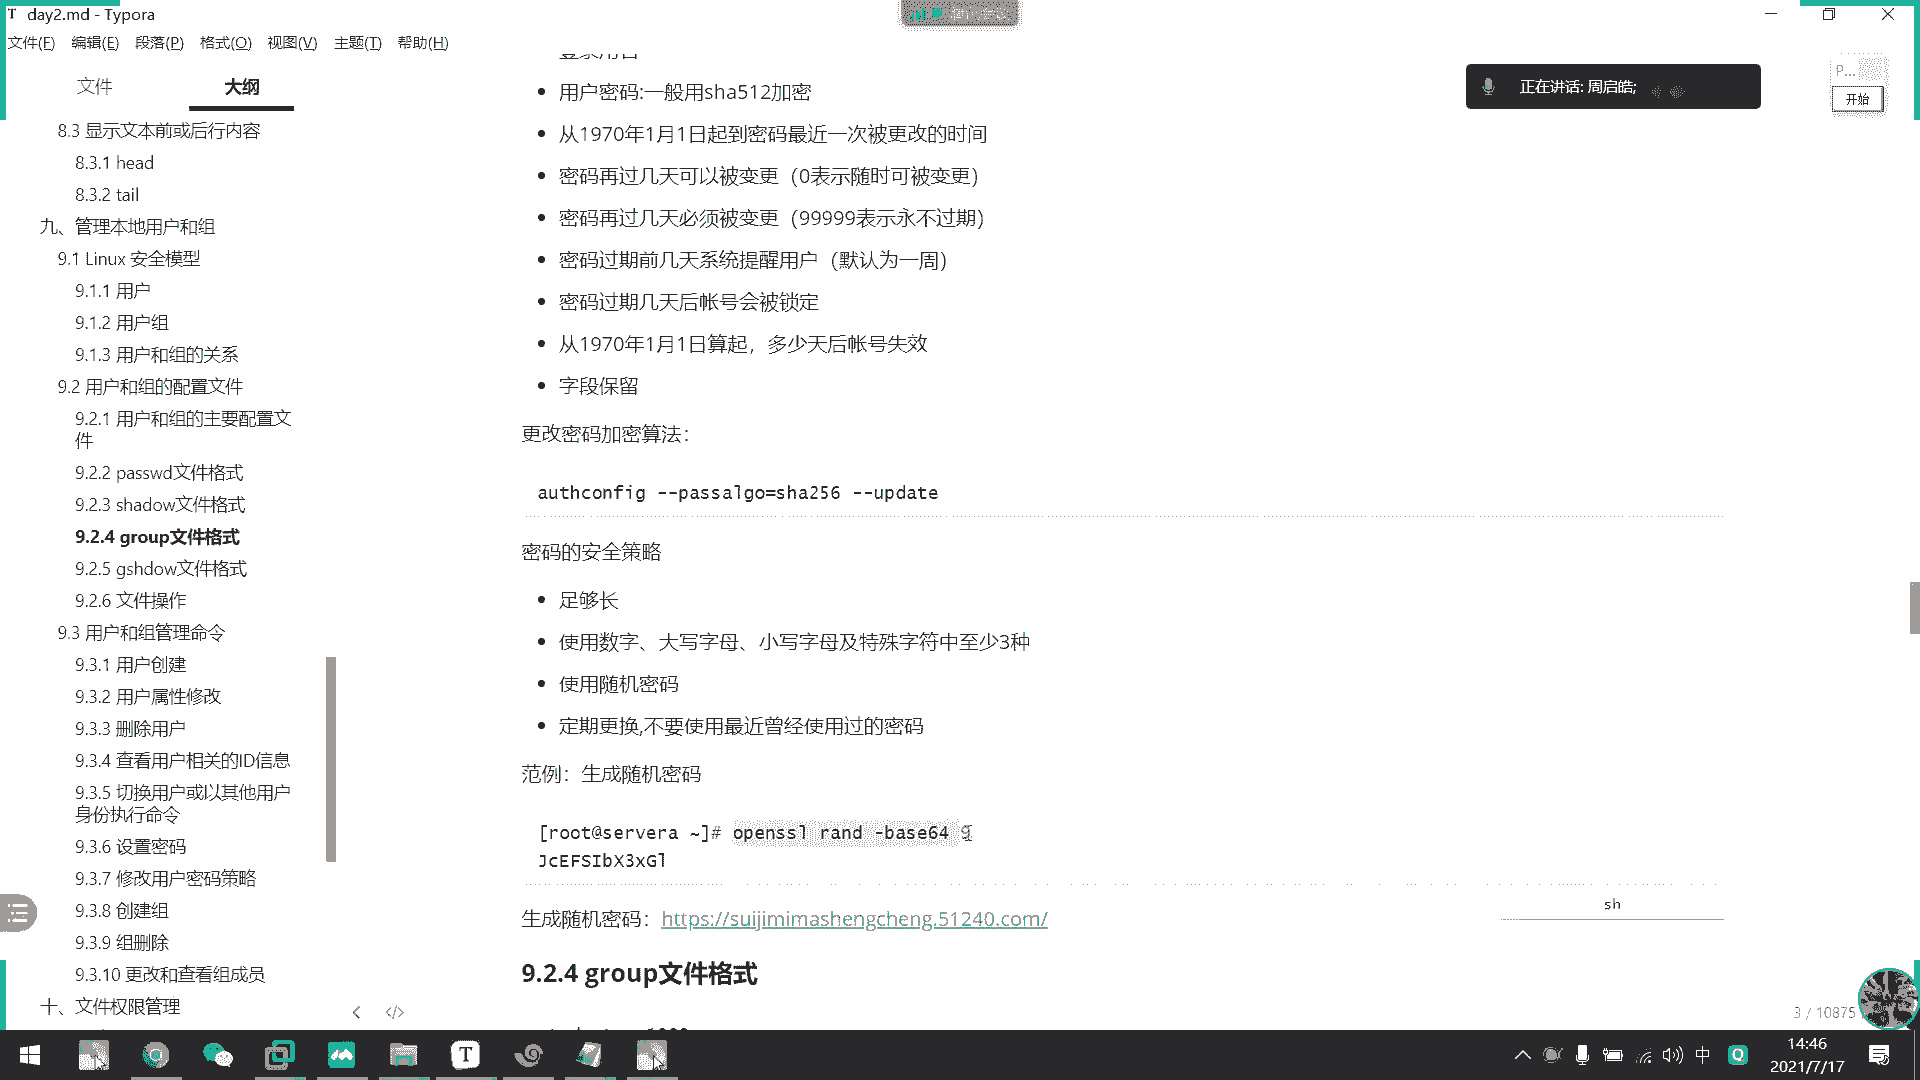 day2.md - Typora
文件(F) 编辑(E) 段落(P) 格式(O) 视图(V) 主题(T) 帮助(H)
文件 大纲
8.3 显示文本前或后行内容
8.3.1 head
8.3.2 tail
九、管理本地用户和组
9.1 Linux 安全模型
9.1.1 用户
9.1.2 用户组
9.1.3 用户和组的关系
9.2 用户和组的配置文件
9.2.1 用户和组的主要配置文
件
9.2.2 passwd文件格式
9.2.3 shadow文件格式
9.2.4 group文件格式
9.2.5 gshdow文件格式
9.2.6 文件操作
9.3 用户和组管理命令
9.3.1 用户创建
9.3.2 用户属性修改
9.3.3 删除用户
9.3.4 查看用户相关的ID信息
9.3.5 切换用户或以其他用户
身份执行命令
9.3.6 设置密码
9.3.7 修改用户密码策略
9.3.8 创建组
9.3.9 组删除
9.3.10 更改和查看组成员
十、文件权限管理
用户密码:一般用sha512加密
从1970年1月1日起到密码最近一次被更改的时间
密码再过几天可以被变更（0表示随时可被变更）
密码再过几天必须被变更（99999表示永不过期）
密码过期前几天系统提醒用户（默认为一周）
密码过期几天后帐号会被锁定
从1970年1月1日算起，多少天后帐号失效
字段保留
更改密码加密算法：
authconfig --passalgo=sha256 --update
密码的安全策略
足够长
使用数字、大写字母、小写字母及特殊字符中至少3种
使用随机密码
定期更换,不要使用最近曾经使用过的密码
范例：生成随机密码
[root@servera ~]# openssl rand -base64 9
JcEFSIbX3xGl
sh
生成随机密码：https://suijimimashengcheng.51240.com/
9.2.4 group文件格式
正在讲话: 周启皓;
P...
开始
3 / 10875
中
14:46
2021/7/17